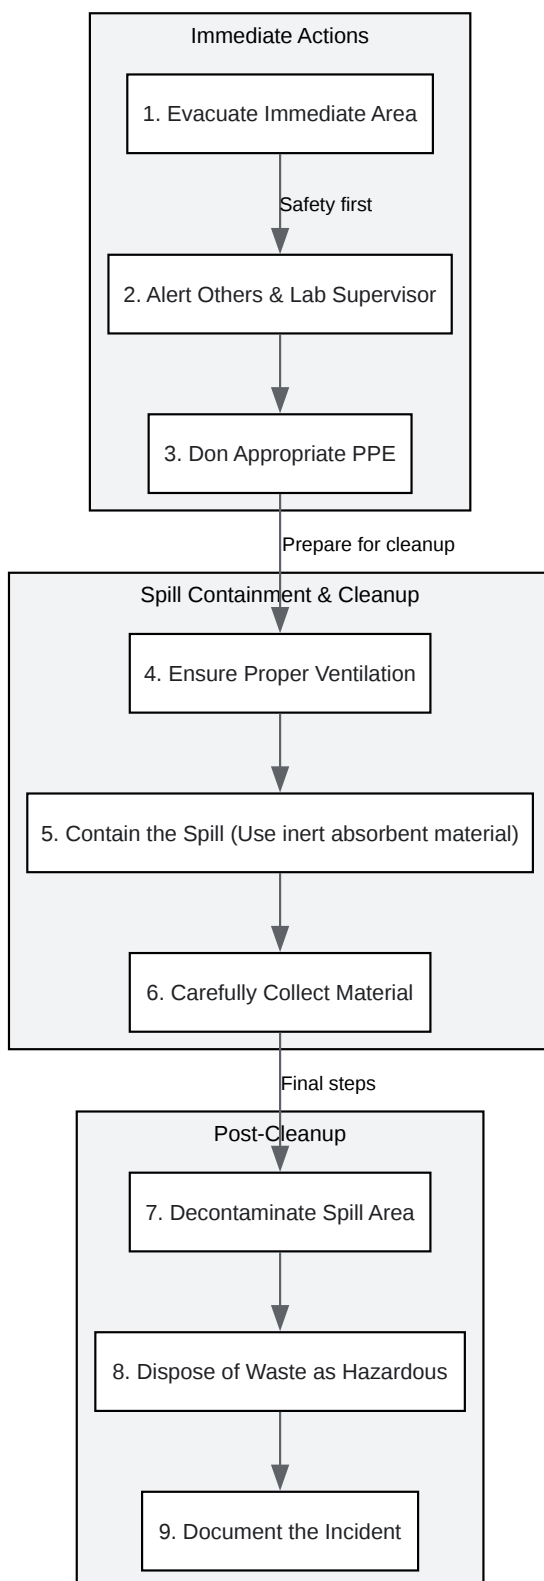 Immediate Actions
1. Evacuate Immediate Area
Safety first
2. Alert Others & Lab Supervisor
3. Don Appropriate PPE
Prepare for cleanup
Spill Containment & Cleanup
4. Ensure Proper Ventilation
5. Contain the Spill (Use inert absorbent material)
6. Carefully Collect Material
Final steps
Post-Cleanup
7. Decontaminate Spill Area
8. Dispose of Waste as Hazardous
9. Document the Incident